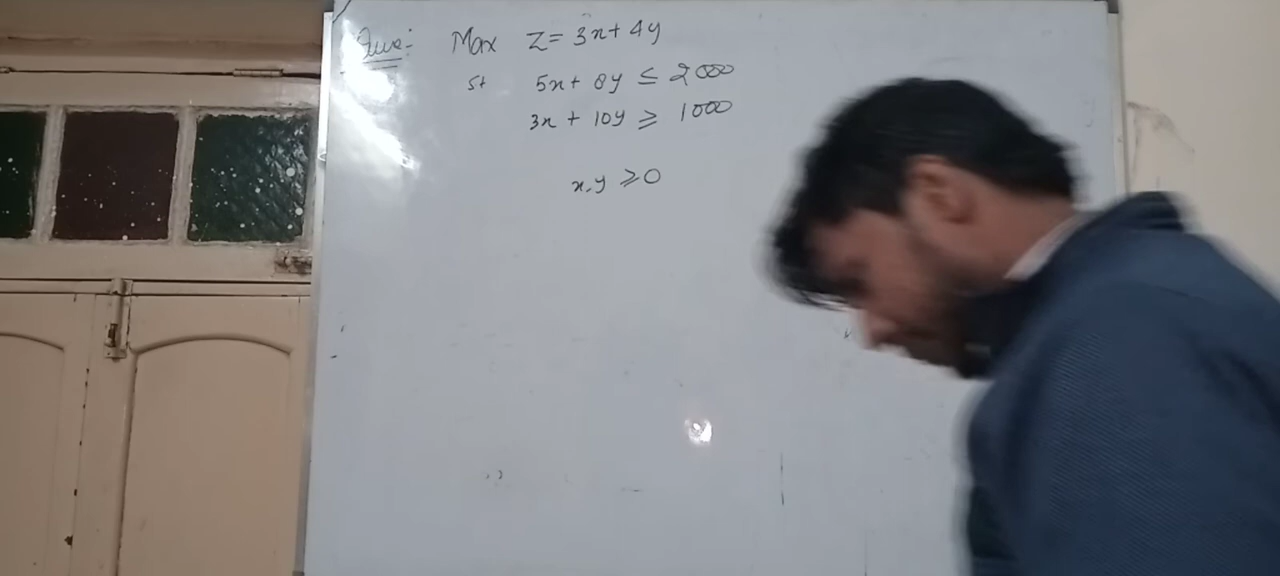 Ques:- Max Z = 3x + 4y
St 5x + 8y ≤ 2000
3x + 10y ≥ 1000
x, y ≥ 0